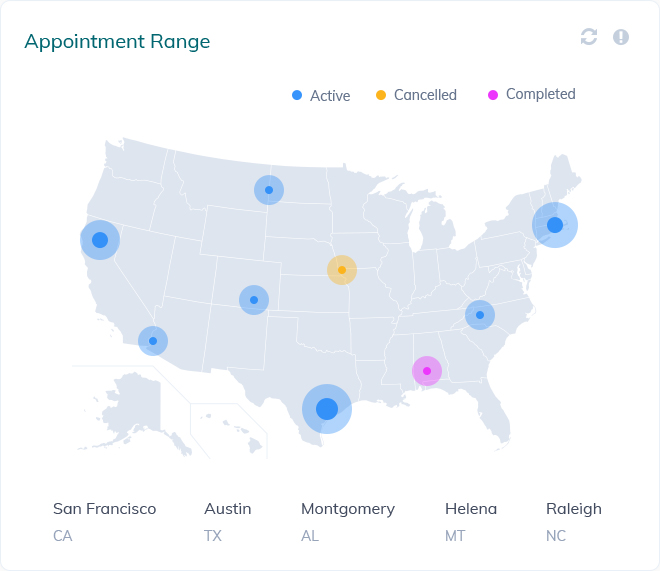 Appointment Range
Active
Cancelled
Completed
San Francisco
CA
Austin
TX
Montgomery
AL
Helena
MT
Raleigh
NC